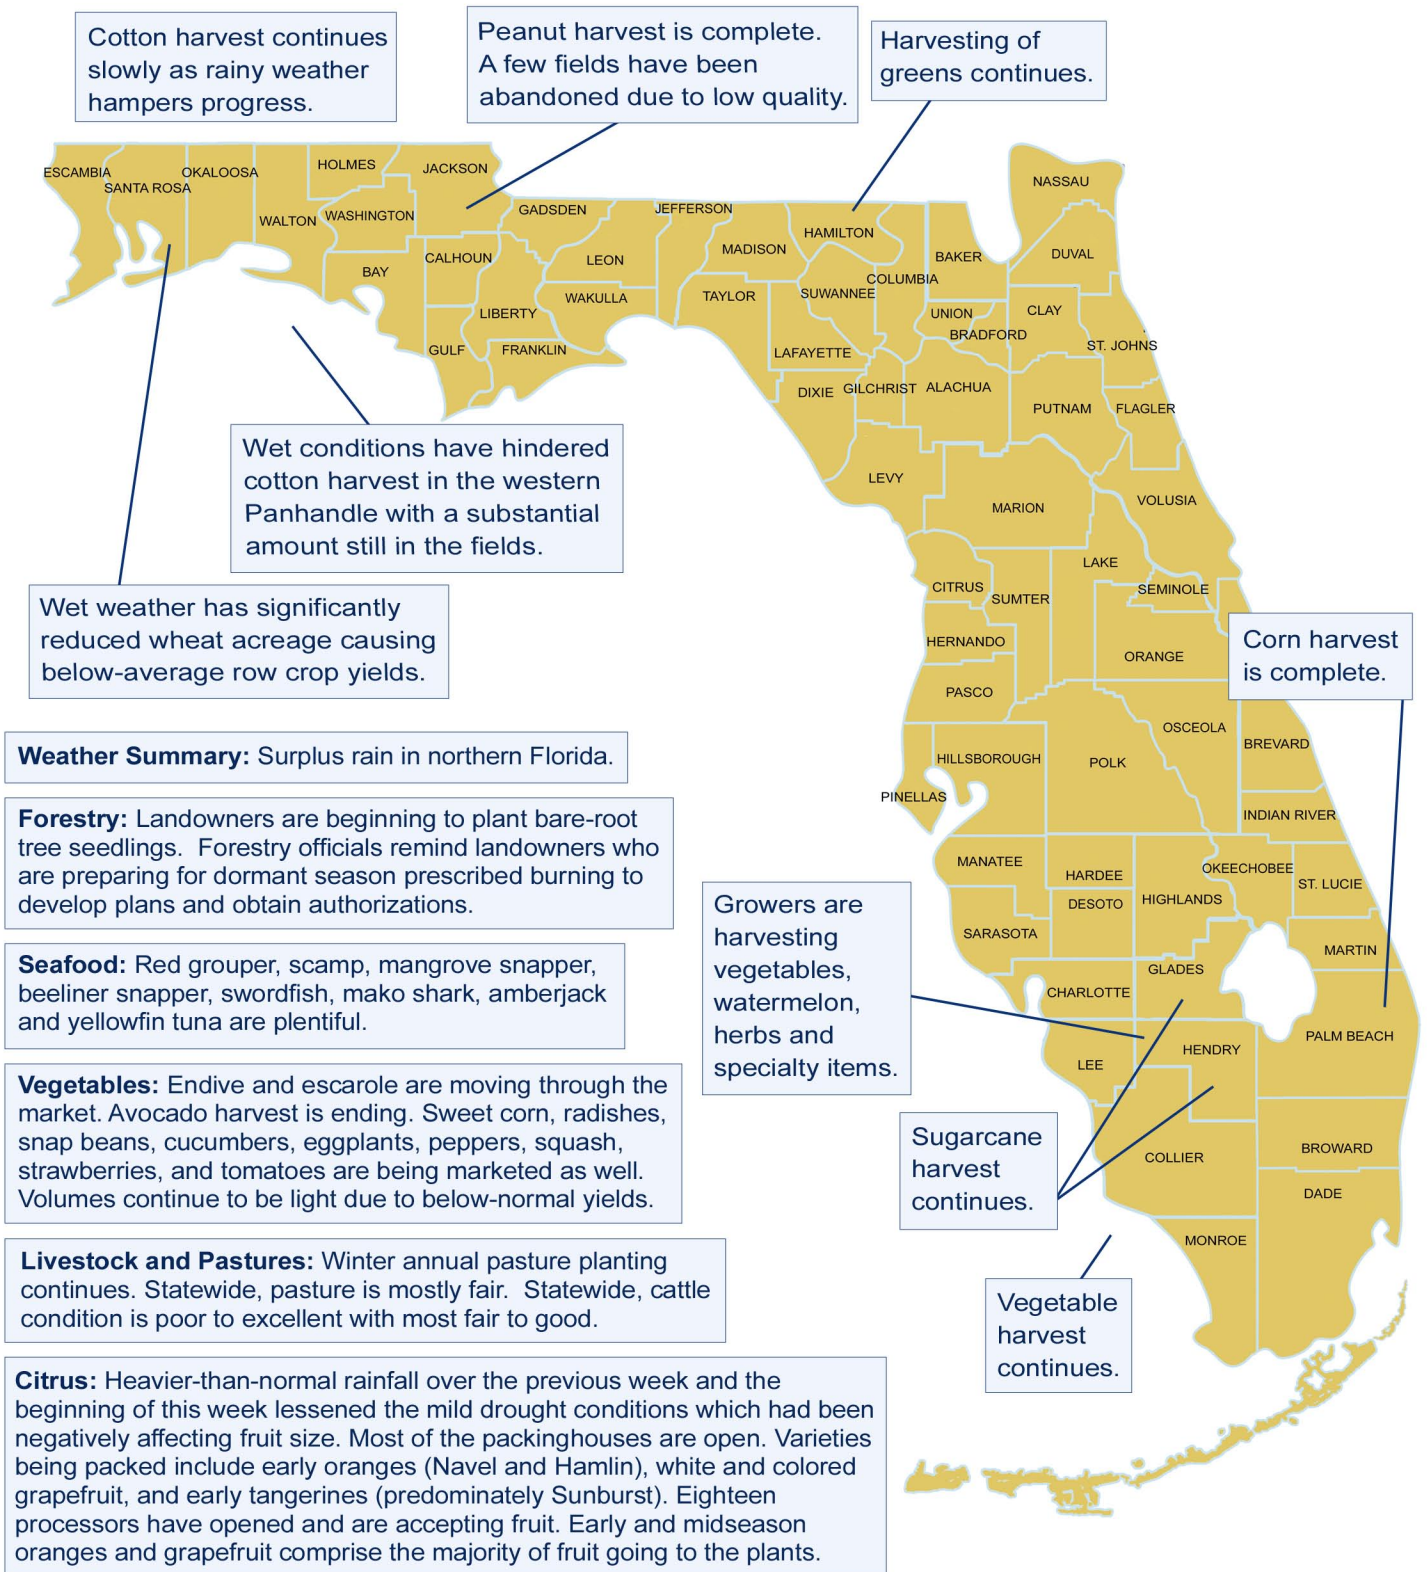 Cotton harvest continues
slowly as rainy weather
hampers progress.
Peanut harvest is complete.
A few fields have been
abandoned due to low quality.
Harvesting of
greens continues.
ESCAMBIA
SANTA ROSA
OKALOOSA
WALTON
HOLMES
WASHINGTON
JACKSON
BAY
CALHOUN
GULF
LIBERTY
GADSDEN
FRANKLIN
LEON
WAKULLA
JEFFERSON
MADISON
TAYLOR
HAMILTON
SUWANNEE
LAFAYETTE
DIXIE
COLUMBIA
GILCHRIST
BAKER
UNION
BRADFORD
ALACHUA
NASSAU
DUVAL
CLAY
ST. JOHNS
PUTNAM
FLAGLER
LEVY
MARION
VOLUSIA
Wet conditions have hindered
cotton harvest in the western
Panhandle with a substantial
amount still in the fields.
Wet weather has significantly
reduced wheat acreage causing
below-average row crop yields.
CITRUS
SUMTER
LAKE
SEMINOLE
HERNANDO
ORANGE
PASCO
Corn harvest
is complete.
OSCEOLA
BREVARD
HILLSBOROUGH
POLK
PINELLAS
INDIAN RIVER
MANATEE
HARDEE
OKEECHOBEE
ST. LUCIE
DESOTO
HIGHLANDS
SARASOTA
MARTIN
GLADES
CHARLOTTE
PALM BEACH
HENDRY
LEE
BROWARD
COLLIER
DADE
MONROE
Weather Summary: Surplus rain in northern Florida.
Forestry: Landowners are beginning to plant bare-root
tree seedlings.  Forestry officials remind landowners who
are preparing for dormant season prescribed burning to
develop plans and obtain authorizations.
Seafood: Red grouper, scamp, mangrove snapper,
beeliner snapper, swordfish, mako shark, amberjack
and yellowfin tuna are plentiful.
Vegetables: Endive and escarole are moving through the
market. Avocado harvest is ending. Sweet corn, radishes,
snap beans, cucumbers, eggplants, peppers, squash,
strawberries, and tomatoes are being marketed as well.
Volumes continue to be light due to below-normal yields.
Livestock and Pastures: Winter annual pasture planting
continues. Statewide, pasture is mostly fair.  Statewide, cattle
condition is poor to excellent with most fair to good.
Citrus: Heavier-than-normal rainfall over the previous week and the
beginning of this week lessened the mild drought conditions which had been
negatively affecting fruit size. Most of the packinghouses are open. Varieties
being packed include early oranges (Navel and Hamlin), white and colored
grapefruit, and early tangerines (predominately Sunburst). Eighteen
processors have opened and are accepting fruit. Early and midseason
oranges and grapefruit comprise the majority of fruit going to the plants.
Growers are
harvesting
vegetables,
watermelon,
herbs and
specialty items.
Sugarcane
harvest
continues.
Vegetable
harvest
continues.